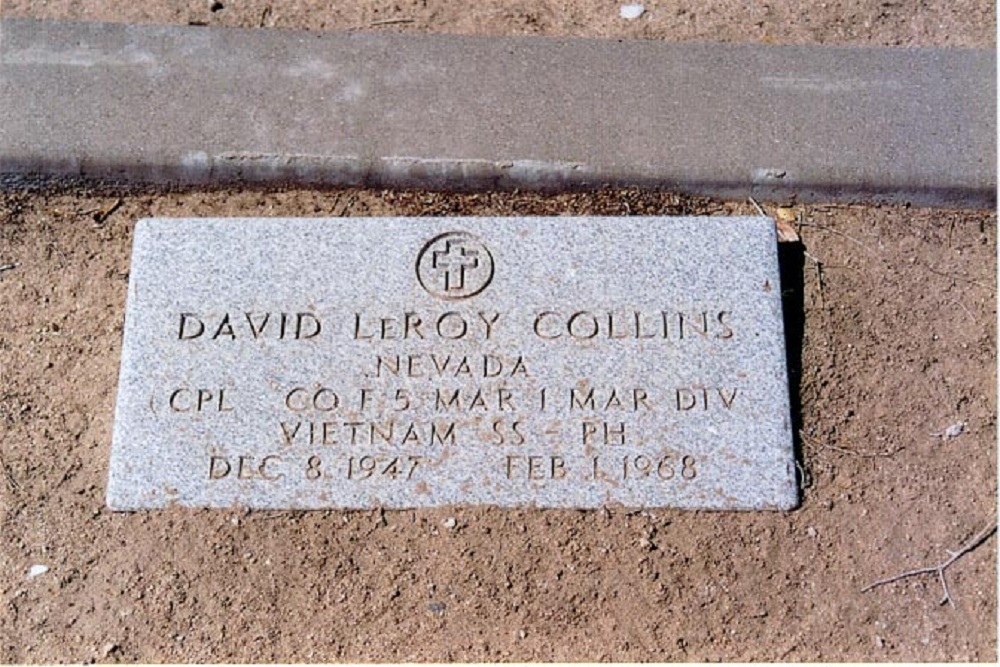 DAVID LeROY COLLINS
NEVADA
CPL CO F 5 MAR 1 MAR DIV
VIETNAM SS - PH
DEC 8 1947 FEB 1 1968